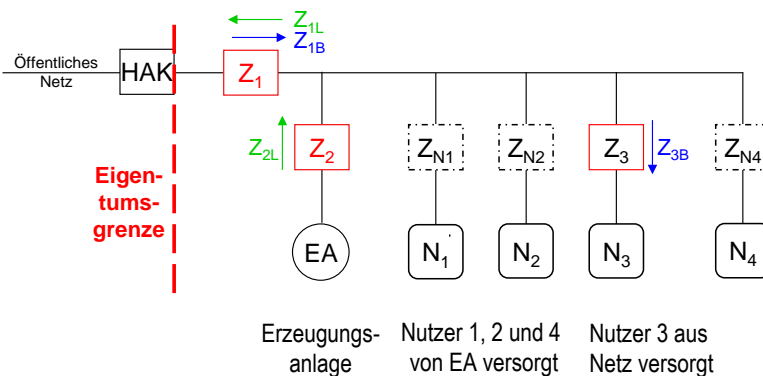 Z1L
Z1B
Öffentliches
Netz
HAK
Z1
Z2L
Z2
ZN1
ZN2
Z3
Z3B
ZN4
Eigen-
tums-
grenze
EA
N1
N2
N3
N4
Erzeugungs-
anlage
Nutzer 1, 2 und 4
von EA versorgt
Nutzer 3 aus
Netz versorgt